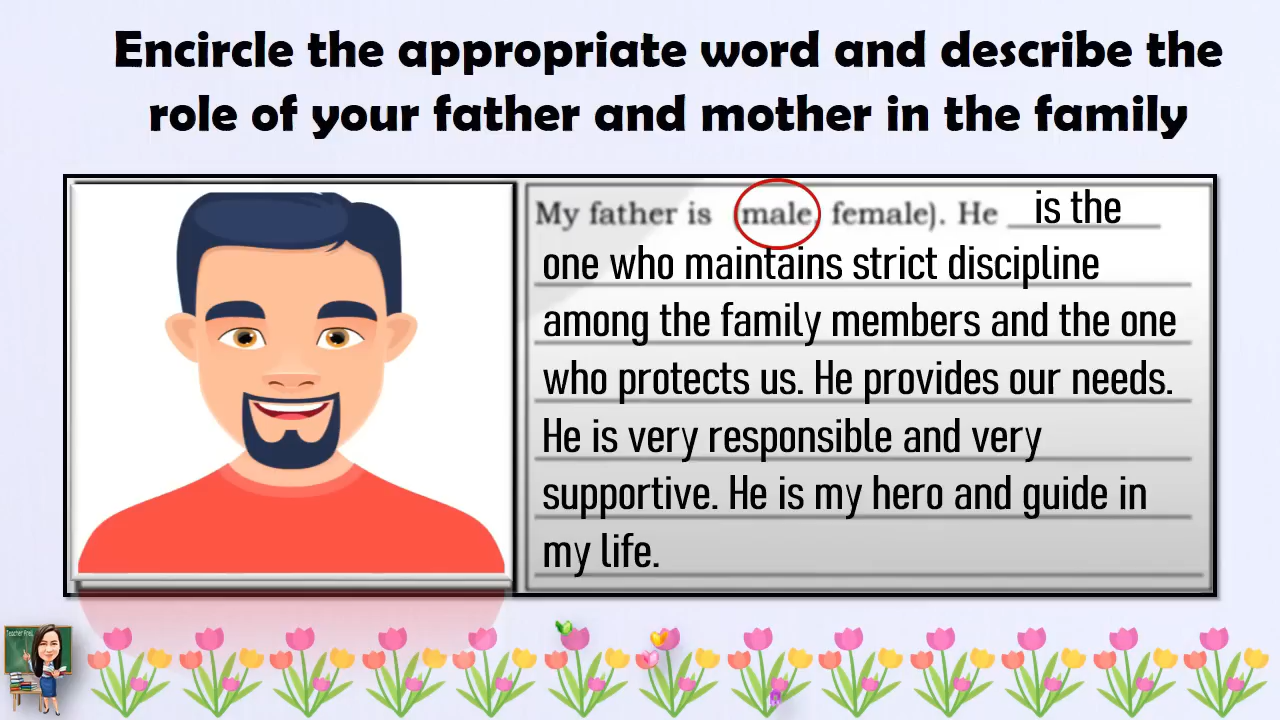 Encircle the appropriate word and describe the
role of your father and mother in the family
My father is (male, female). He is the
one who maintains strict discipline
among the family members and the one
who protects us. He provides our needs.
He is very responsible and very
supportive. He is my hero and guide in
my life.